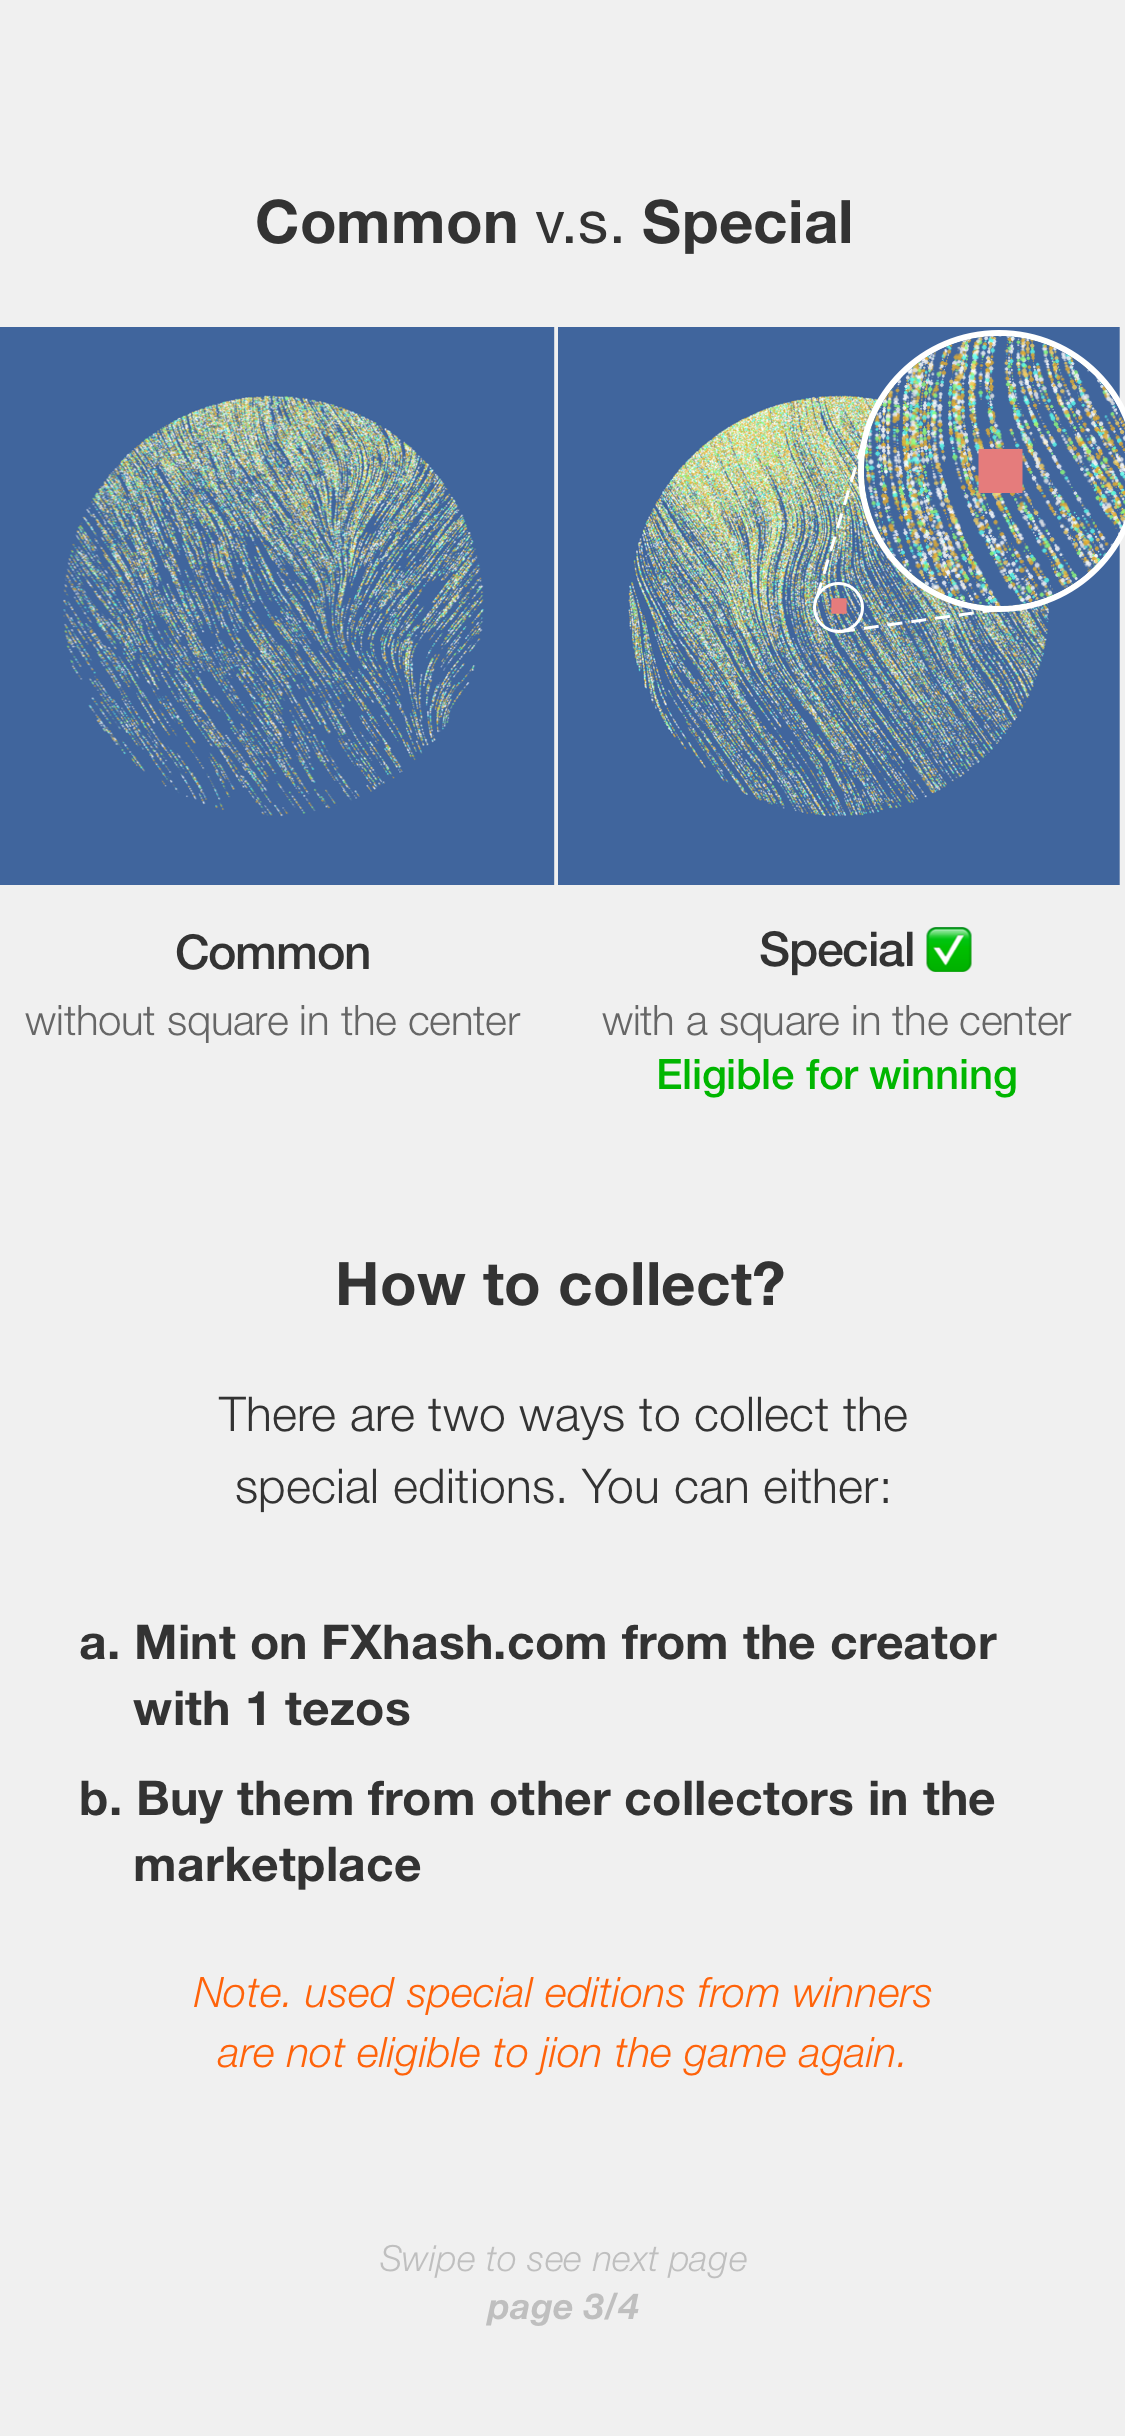 Common v.s. Special
Common
without square in the center
Special ✅
with a square in the center
Eligible for winning
How to collect?
There are two ways to collect the
special editions. You can either:
a. Mint on FXhash.com from the creator
with 1 tezos
b. Buy them from other collectors in the
marketplace
Note. used special editions from winners
are not eligible to jion the game again.
Swipe to see next page
page 3/4